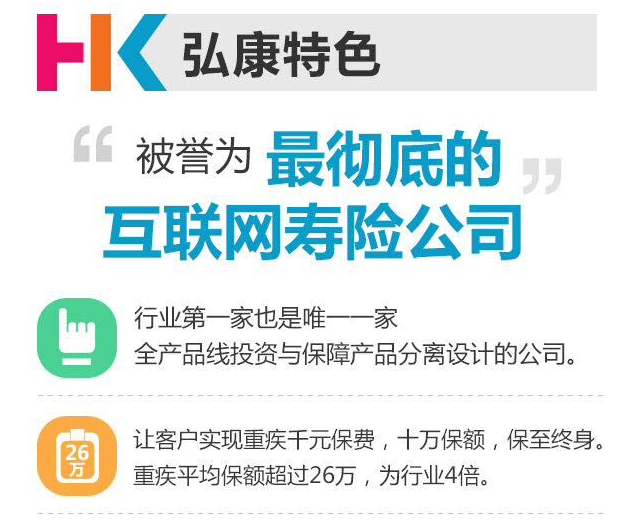 HK 弘康特色
“ 被誉为 最彻底的 ”
互联网寿险公司
行业第一家也是唯一一家
全产品线投资与保障产品分离设计的公司。
让客户实现重疾千元保费，十万保额，保至终身。
26
万
重疾平均保额超过26万，为行业4倍。